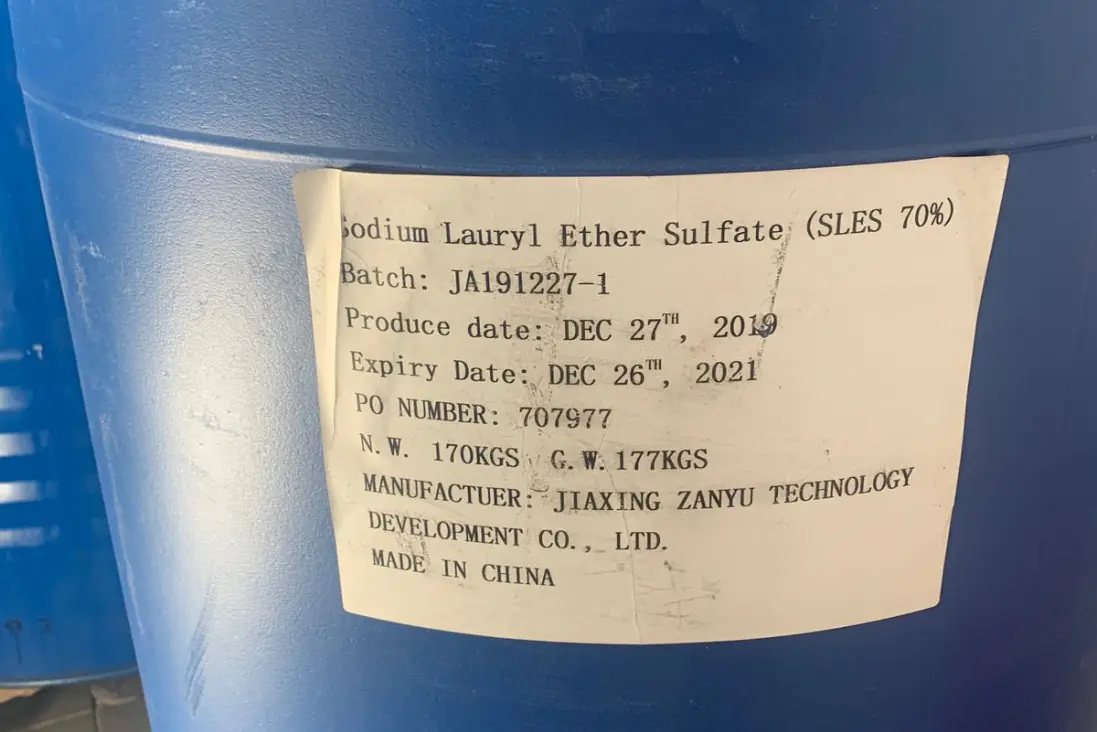 Sodium Lauryl Ether Sulfate (SLES 70%)
Batch: JA191227-1
Produce date: DEC 27TH, 2019
Expiry Date: DEC 26TH, 2021
PO NUMBER: 707977
N.W. 170KGS G.W.177KGS
MANUFACTUER: JIAXING ZANYU TECHNOLOGY
DEVELOPMENT CO., LTD.
MADE IN CHINA